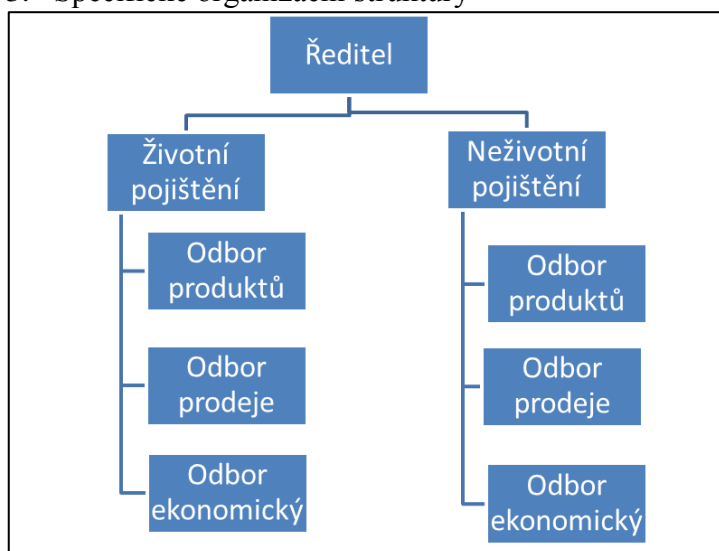 Ředitel
Životní
pojištění
Neživotní
pojištění
Odbor
produktů
Odbor
produktů
Odbor
prodeje
Odbor
prodeje
Odbor
ekonomický
Odbor
ekonomický